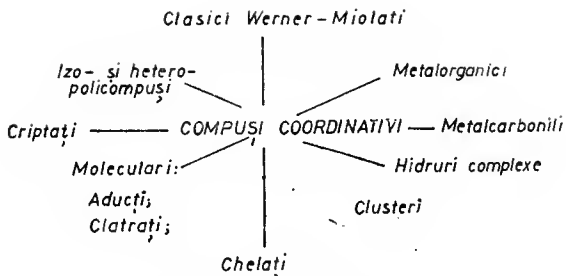 Clasici Werner-Miolati
Izo- și hetero-
policompuși
Metalorganici
Criptați
COMPUȘI COORDINATIVI
Metalcarbonili
Moleculari:
Hidruri complexe
Aducți;
Clatrați;
Clusteri
Chelați